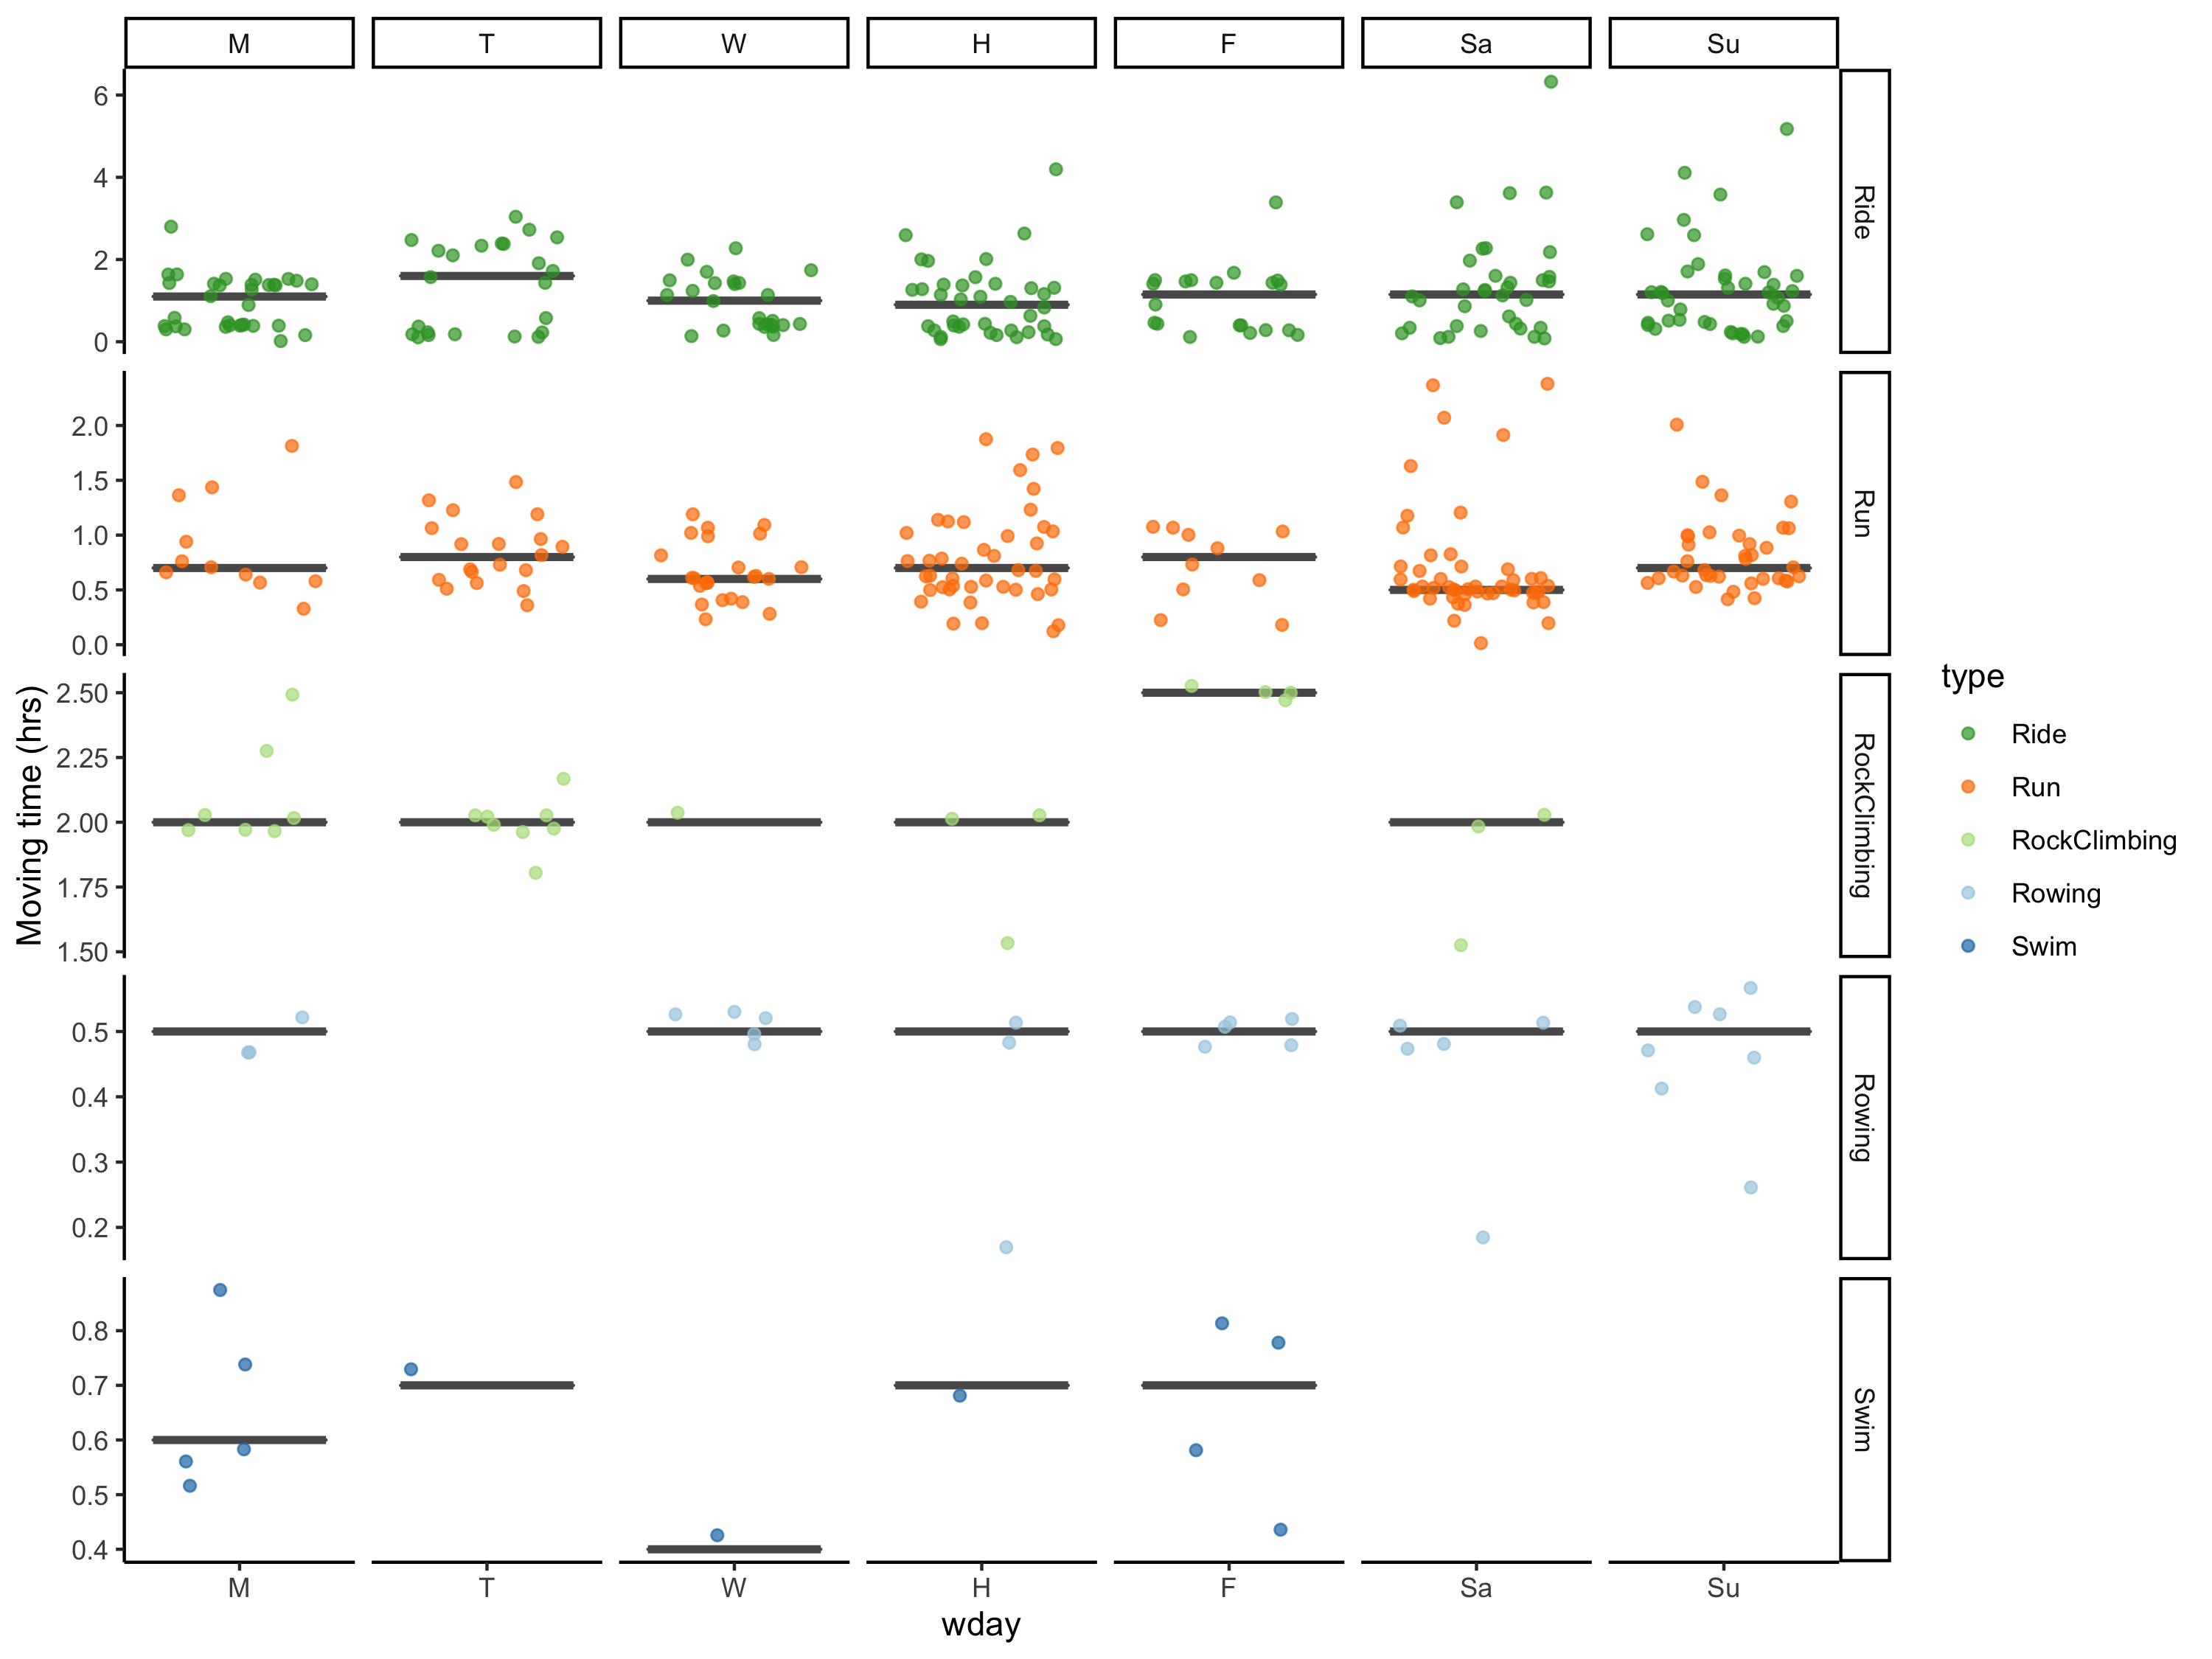 M T W H F Sa Su
6
4
2
0
Ride
2.0
1.5
1.0
0.5
0.0
Run
2.50
2.25
2.00
1.75
1.50
RockClimbing
0.5
0.4
0.3
0.2
Rowing
0.8
0.7
0.6
0.5
0.4
Swim
M T W H F Sa Su
wday
Moving time (hrs)
type
Ride
Run
RockClimbing
Rowing
Swim